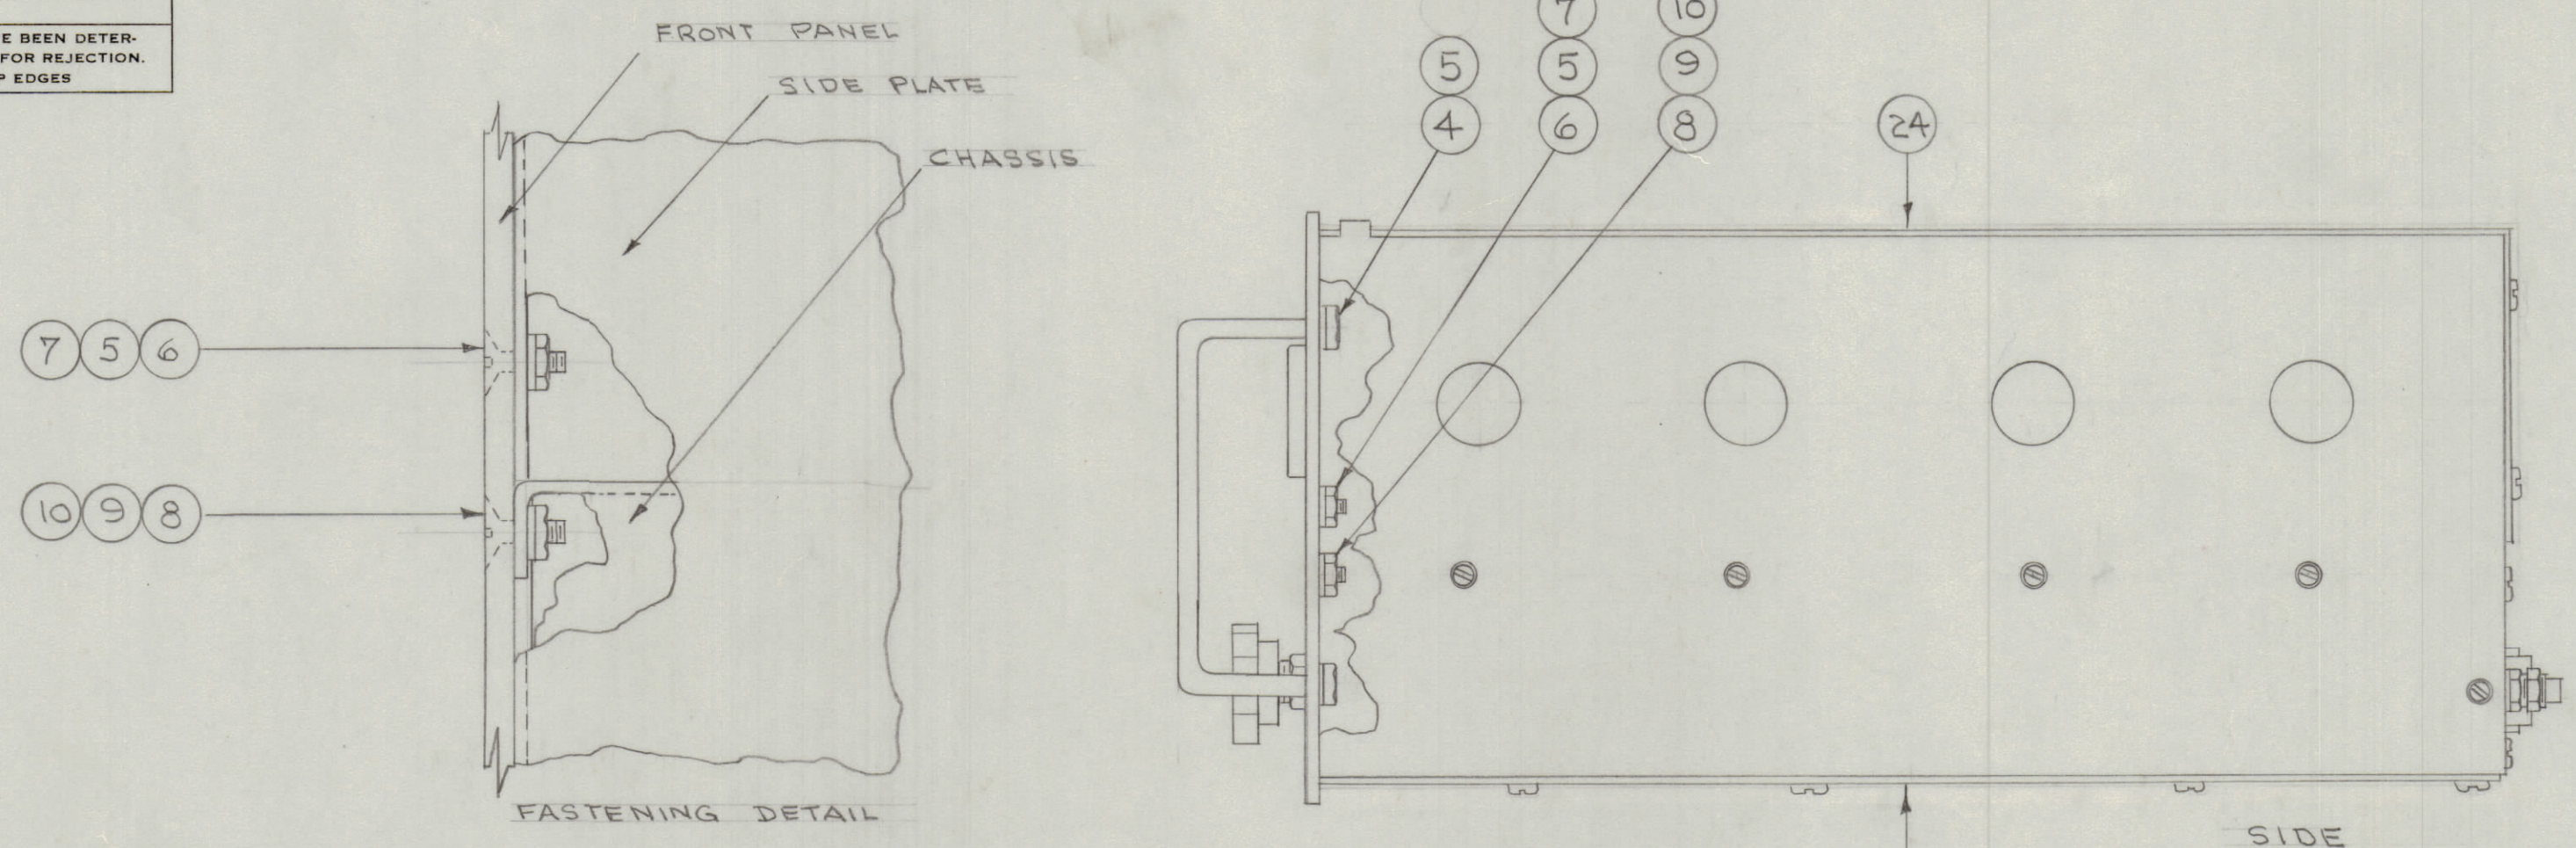 E BEEN DETER-
FOR REJECTION.
P EDGES
FRONT PANEL
SIDE PLATE
CHASSIS
7 5 6
10 9 8
FASTENING DETAIL
7 10
5 5 9
4 6 8 24
SIDE